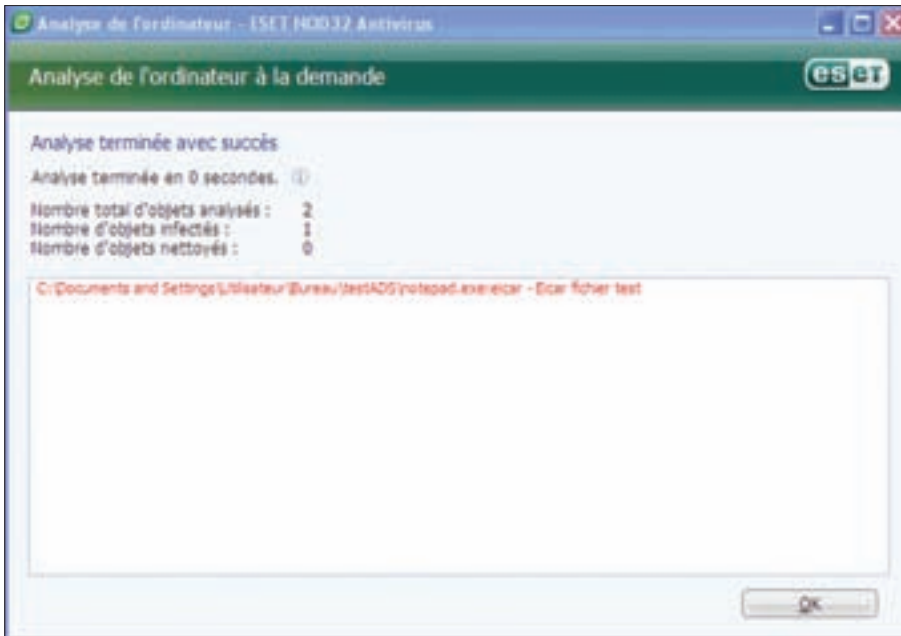 Analyse de l'ordinateur - ESET NOD32 Antivirus
Analyse de l'ordinateur à la demande
eseT
Analyse terminée avec succès
Analyse terminée en 0 secondes.
Nombre total d'objets analysés : 2
Nombre d'objets infectés : 1
Nombre d'objets nettoyés : 0
C:\Documents and Settings\Utilisateur\Bureau\testADS\notepad.exe:eicar - Eicar fichier test
OK